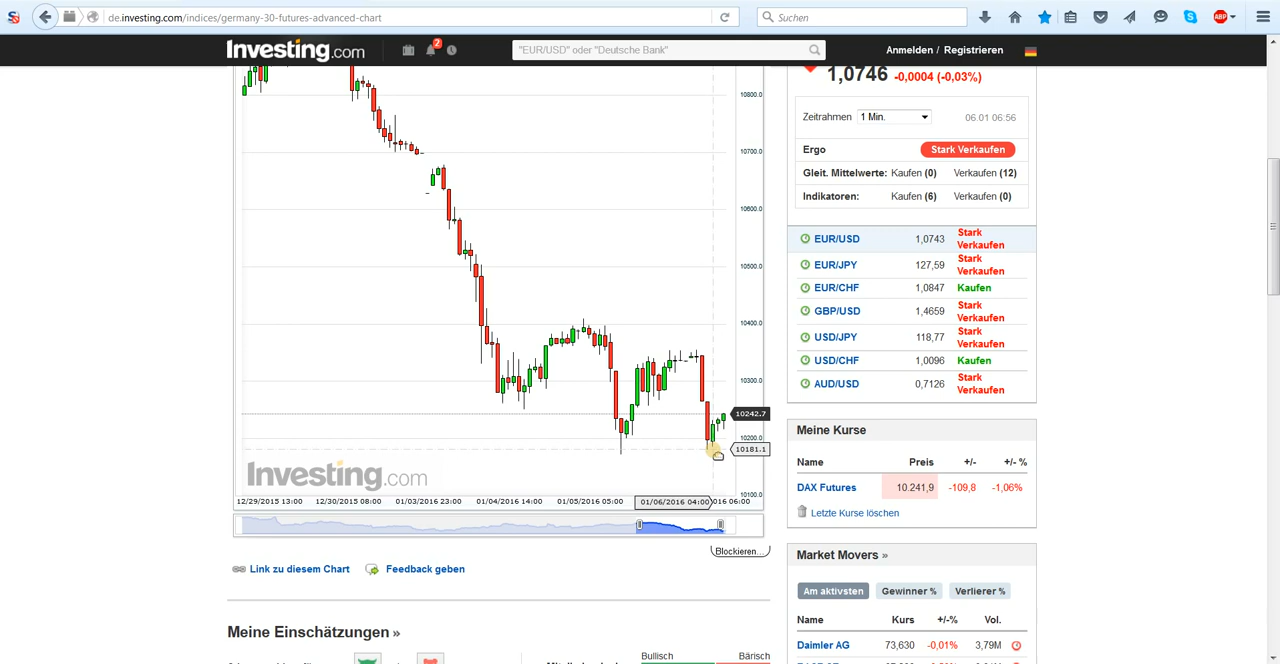 de.investing.com/indices/germany-30-futures-advanced-chart
Suchen
ABP
Investing.com
2
"EUR/USD" oder "Deutsche Bank"
Anmelden / Registrieren
10800.0
10700.0
10600.0
10500.0
10400.0
10300.0
10242.7
10200.0
10181.1
10100.0
Investing.com
12/29/2015 13:00
12/30/2015 08:00
01/03/2016 23:00
01/04/2016 14:00
01/05/2016 05:00
01/06/2016 04:00
016 06:00
Blockieren...
Link zu diesem Chart
Feedback geben
Meine Einschätzungen »
Bullisch
Bärisch
1,0746 -0,0004 (-0,03%)
Zeitrahmen 1 Min. 06.01 06:56
Ergo Stark Verkaufen
Gleit. Mittelwerte: Kaufen (0) Verkaufen (12)
Indikatoren: Kaufen (6) Verkaufen (0)
EUR/USD 1,0743 Stark Verkaufen
EUR/JPY 127,59 Stark Verkaufen
EUR/CHF 1,0847 Kaufen
GBP/USD 1,4659 Stark Verkaufen
USD/JPY 118,77 Stark Verkaufen
USD/CHF 1,0096 Kaufen
AUD/USD 0,7126 Stark Verkaufen
Meine Kurse
Name Preis +/- +/- %
DAX Futures 10.241,9 -109,8 -1,06%
Letzte Kurse löschen
Market Movers »
Am aktivsten Gewinner % Verlierer %
Name Kurs +/-% Vol.
Daimler AG 73,630 -0,01% 3,79M